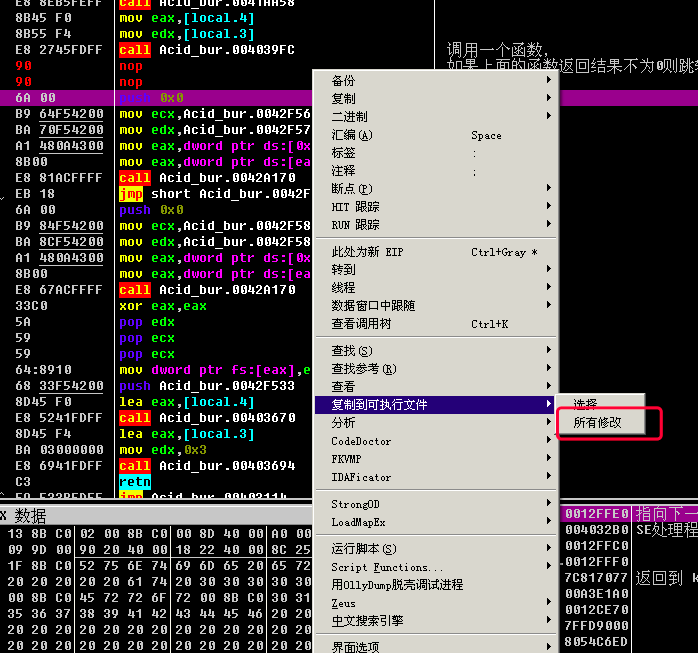 E8 8EB5FEFF call Acid_bur.0041AA58
8B45 F0 mov eax,[local.4]
8B55 F4 mov edx,[local.3]
E8 2745FDFF call Acid_bur.004039FC
调用一个函数,
90 nop
如果上面的函数返回结果不为0则跳转
90 nop
6A 00 push 0x0
B9 64F54200 mov ecx,Acid_bur.0042F56
BA 70F54200 mov edx,Acid_bur.0042F57
A1 480A4300 mov eax,dword ptr ds:[0x
8B00 mov eax,dword ptr ds:[ea
E8 81ACFFFF call Acid_bur.0042A170
EB 18 jmp short Acid_bur.0042F
6A 00 push 0x0
B9 84F54200 mov ecx,Acid_bur.0042F58
BA 8CF54200 mov edx,Acid_bur.0042F58
A1 480A4300 mov eax,dword ptr ds:[0x
8B00 mov eax,dword ptr ds:[ea
E8 67ACFFFF call Acid_bur.0042A170
33C0 xor eax,eax
5A pop edx
59 pop ecx
59 pop ecx
64:8910 mov dword ptr fs:[eax],e
68 33F54200 push Acid_bur.0042F533
8D45 F0 lea eax,[local.4]
E8 5241FDFF call Acid_bur.00403670
8D45 F4 lea eax,[local.3]
BA 03000000 mov edx,0x3
E8 6941FDFF call Acid_bur.00403694
C3 retn
jmp Acid_bur.00403114
备份
复制
二进制
汇编(A) Space
标签 :
注释 ;
断点(P)
HIT 跟踪
RUN 跟踪
此处为新 EIP Ctrl+Gray *
转到
线程
数据窗口中跟随
查看调用树 Ctrl+K
查找(S)
查找参考(R)
查看
复制到可执行文件
分析
CodeDoctor
FKVMP
IDAFicator
StrongOD
LoadMapEx
运行脚本(S)
Script Functions...
用OllyDump脱壳调试进程
Zeus
中文搜索引擎
界面选项
选择
所有修改
X 数据
13 8B C0 02 00 8B C0 00 8D 40 00 A0 00
09 9D 00 90 20 40 00 18 22 40 00 8C 25
1F 8B C0 52 75 6E 74 69 6D 65 20 65 72
20 20 20 20 20 61 74 20 30 30 30 30 30
00 8B C0 45 72 72 6F 72 00 8B C0 30 31
35 36 37 38 39 41 42 43 44 45 46 20 20
20 20 20 20 20 20 20 20 20 20 20 20 20
20 20 20 20 20 20 20 20 20 20 20 20 20
0012FFE0 指向下一
004032B0 SE处理程
0012FFC0
0012FFF0
7C817077 返回到 k
00A3E1A0
0012CE70
7FFD9000
8054C6ED